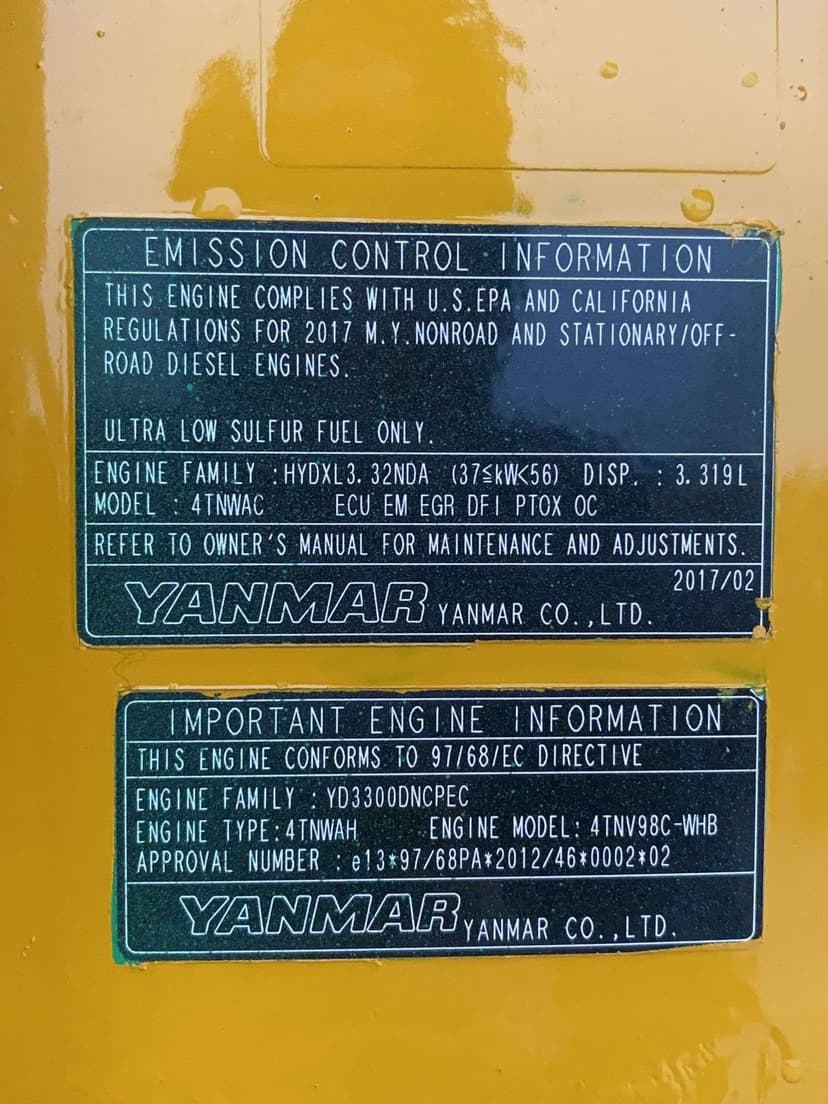 EMISSION CONTROL INFORMATION
THIS ENGINE COMPLIES WITH U.S.EPA AND CALIFORNIA
REGULATIONS FOR 2017 M.Y.NONROAD AND STATIONARY/OFF-
ROAD DIESEL ENGINES.
ULTRA LOW SULFUR FUEL ONLY.
ENGINE FAMILY :HYDXL3.32NDA (37≦kW<56) DISP. : 3.319L
MODEL : 4TNWAC ECU EM EGR DFI PTOX OC
REFER TO OWNER'S MANUAL FOR MAINTENANCE AND ADJUSTMENTS.
2017/02
YANMAR YANMAR CO.,LTD.
IMPORTANT ENGINE INFORMATION
THIS ENGINE CONFORMS TO 97/68/EC DIRECTIVE
ENGINE FAMILY : YD3300DNCPEC
ENGINE TYPE:4TNWAH ENGINE MODEL: 4TNV98C-WHB
APPROVAL NUMBER : e13*97/68PA*2012/46*0002*02
YANMAR YANMAR CO.,LTD.